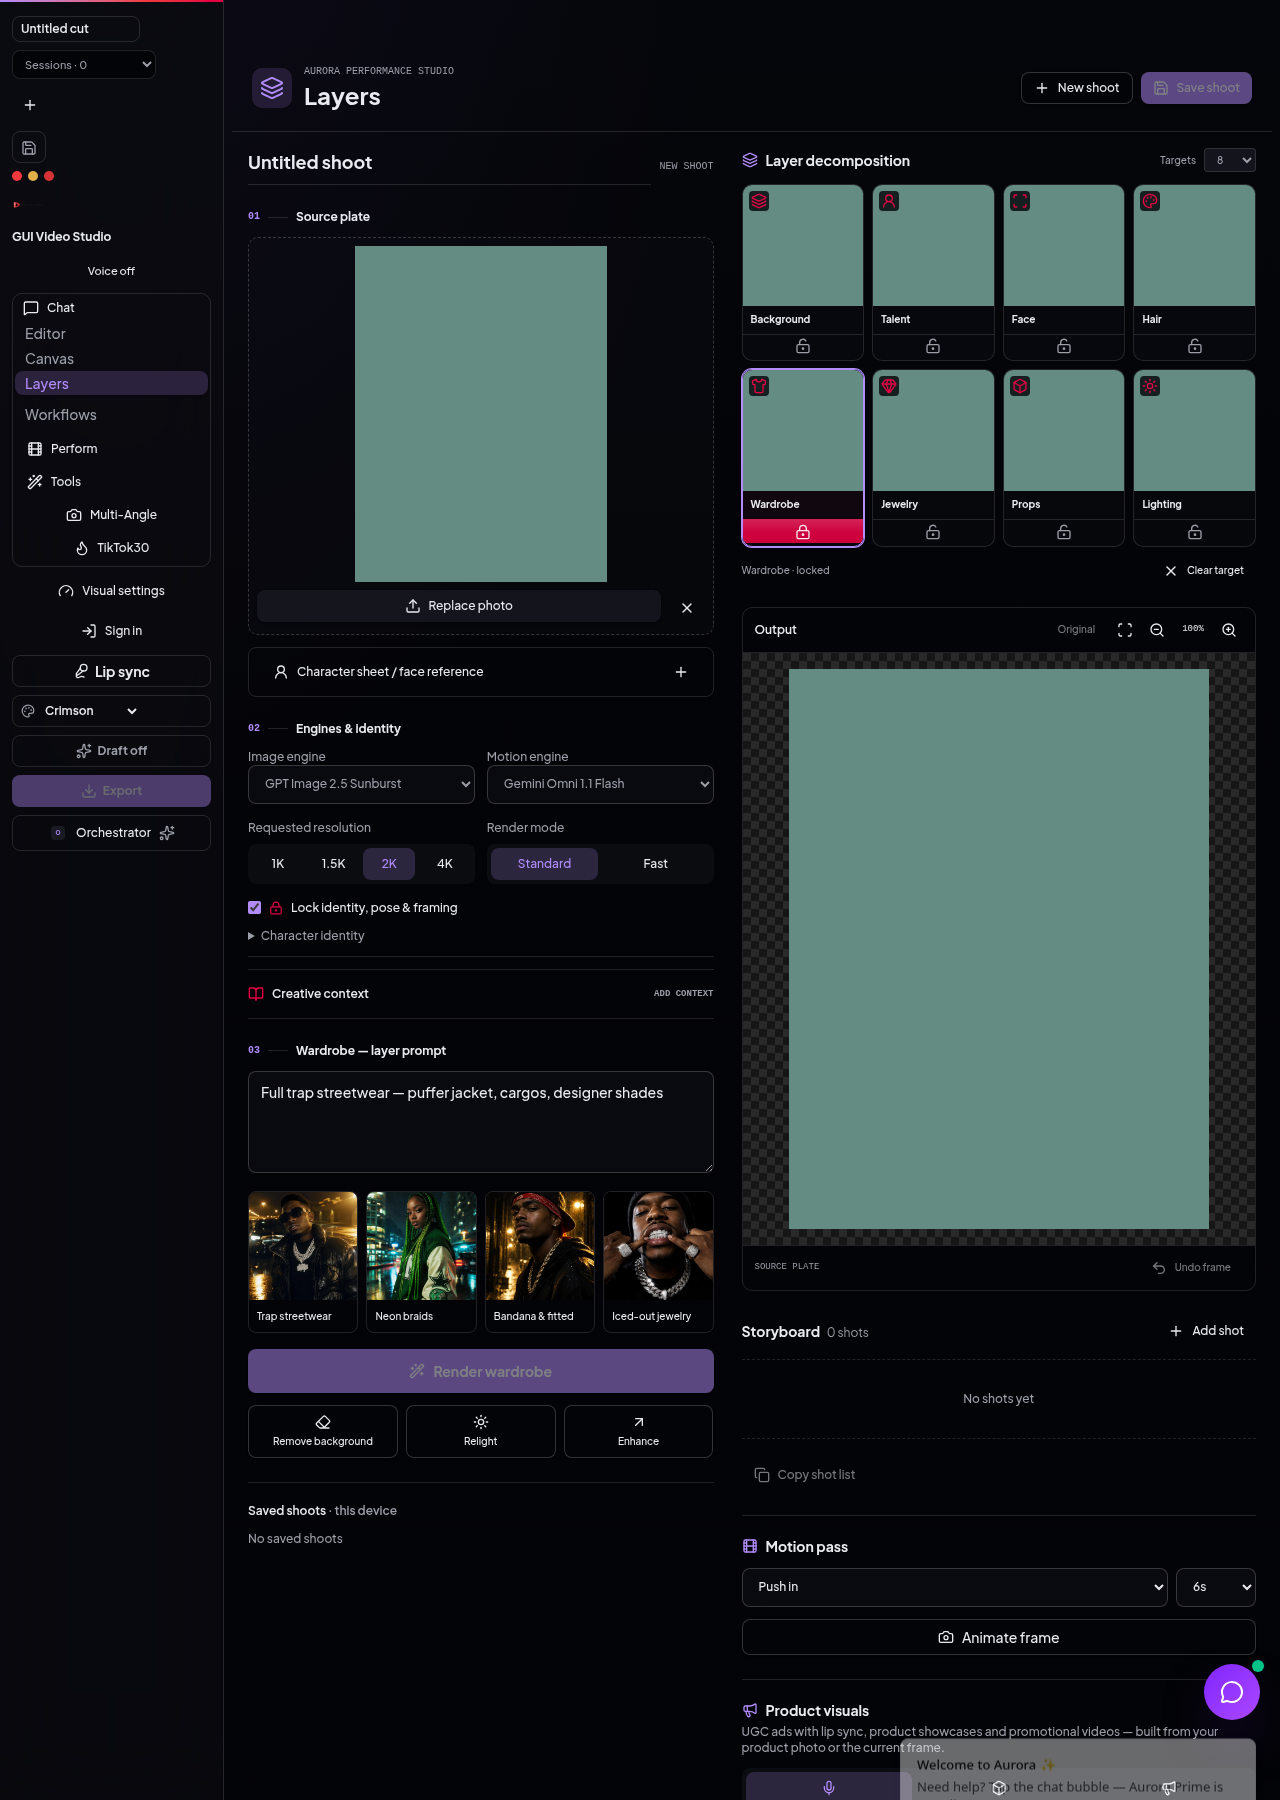 Untitled cut
Sessions · 0
GUI Video Studio
Voice off
Chat
Editor
Canvas
Layers
Workflows
Perform
Tools
Multi-Angle
TikTok30
Visual settings
Sign in
Lip sync
Crimson
Draft off
Export
O Orchestrator
AURORA PERFORMANCE STUDIO
Layers
New shoot
Save shoot
Untitled shoot
NEW SHOOT
01 Source plate
Replace photo
Character sheet / face reference
02 Engines & identity
Image engine
Motion engine
GPT Image 2.5 Sunburst
Gemini Omni 1.1 Flash
Requested resolution
Render mode
1K 1.5K 2K 4K
Standard Fast
Lock identity, pose & framing
Character identity
Creative context
ADD CONTEXT
03 Wardrobe — layer prompt
Full trap streetwear — puffer jacket, cargos, designer shades
Trap streetwear
Neon braids
Bandana & fitted
Iced-out jewelry
Render wardrobe
Remove background
Relight
Enhance
Saved shoots · this device
No saved shoots
Layer decomposition
Targets 8
Background
Talent
Face
Hair
Wardrobe
Jewelry
Props
Lighting
Wardrobe · locked
Clear target
Output
Original
100%
SOURCE PLATE
Undo frame
Storyboard 0 shots
Add shot
No shots yet
Copy shot list
Motion pass
Push in
6s
Animate frame
Product visuals
UGC ads with lip sync, product showcases and promotional videos — built from your
product photo or the current frame.
Welcome to Aurora ✨
Need help? the chat bubble — Aurora Prime is